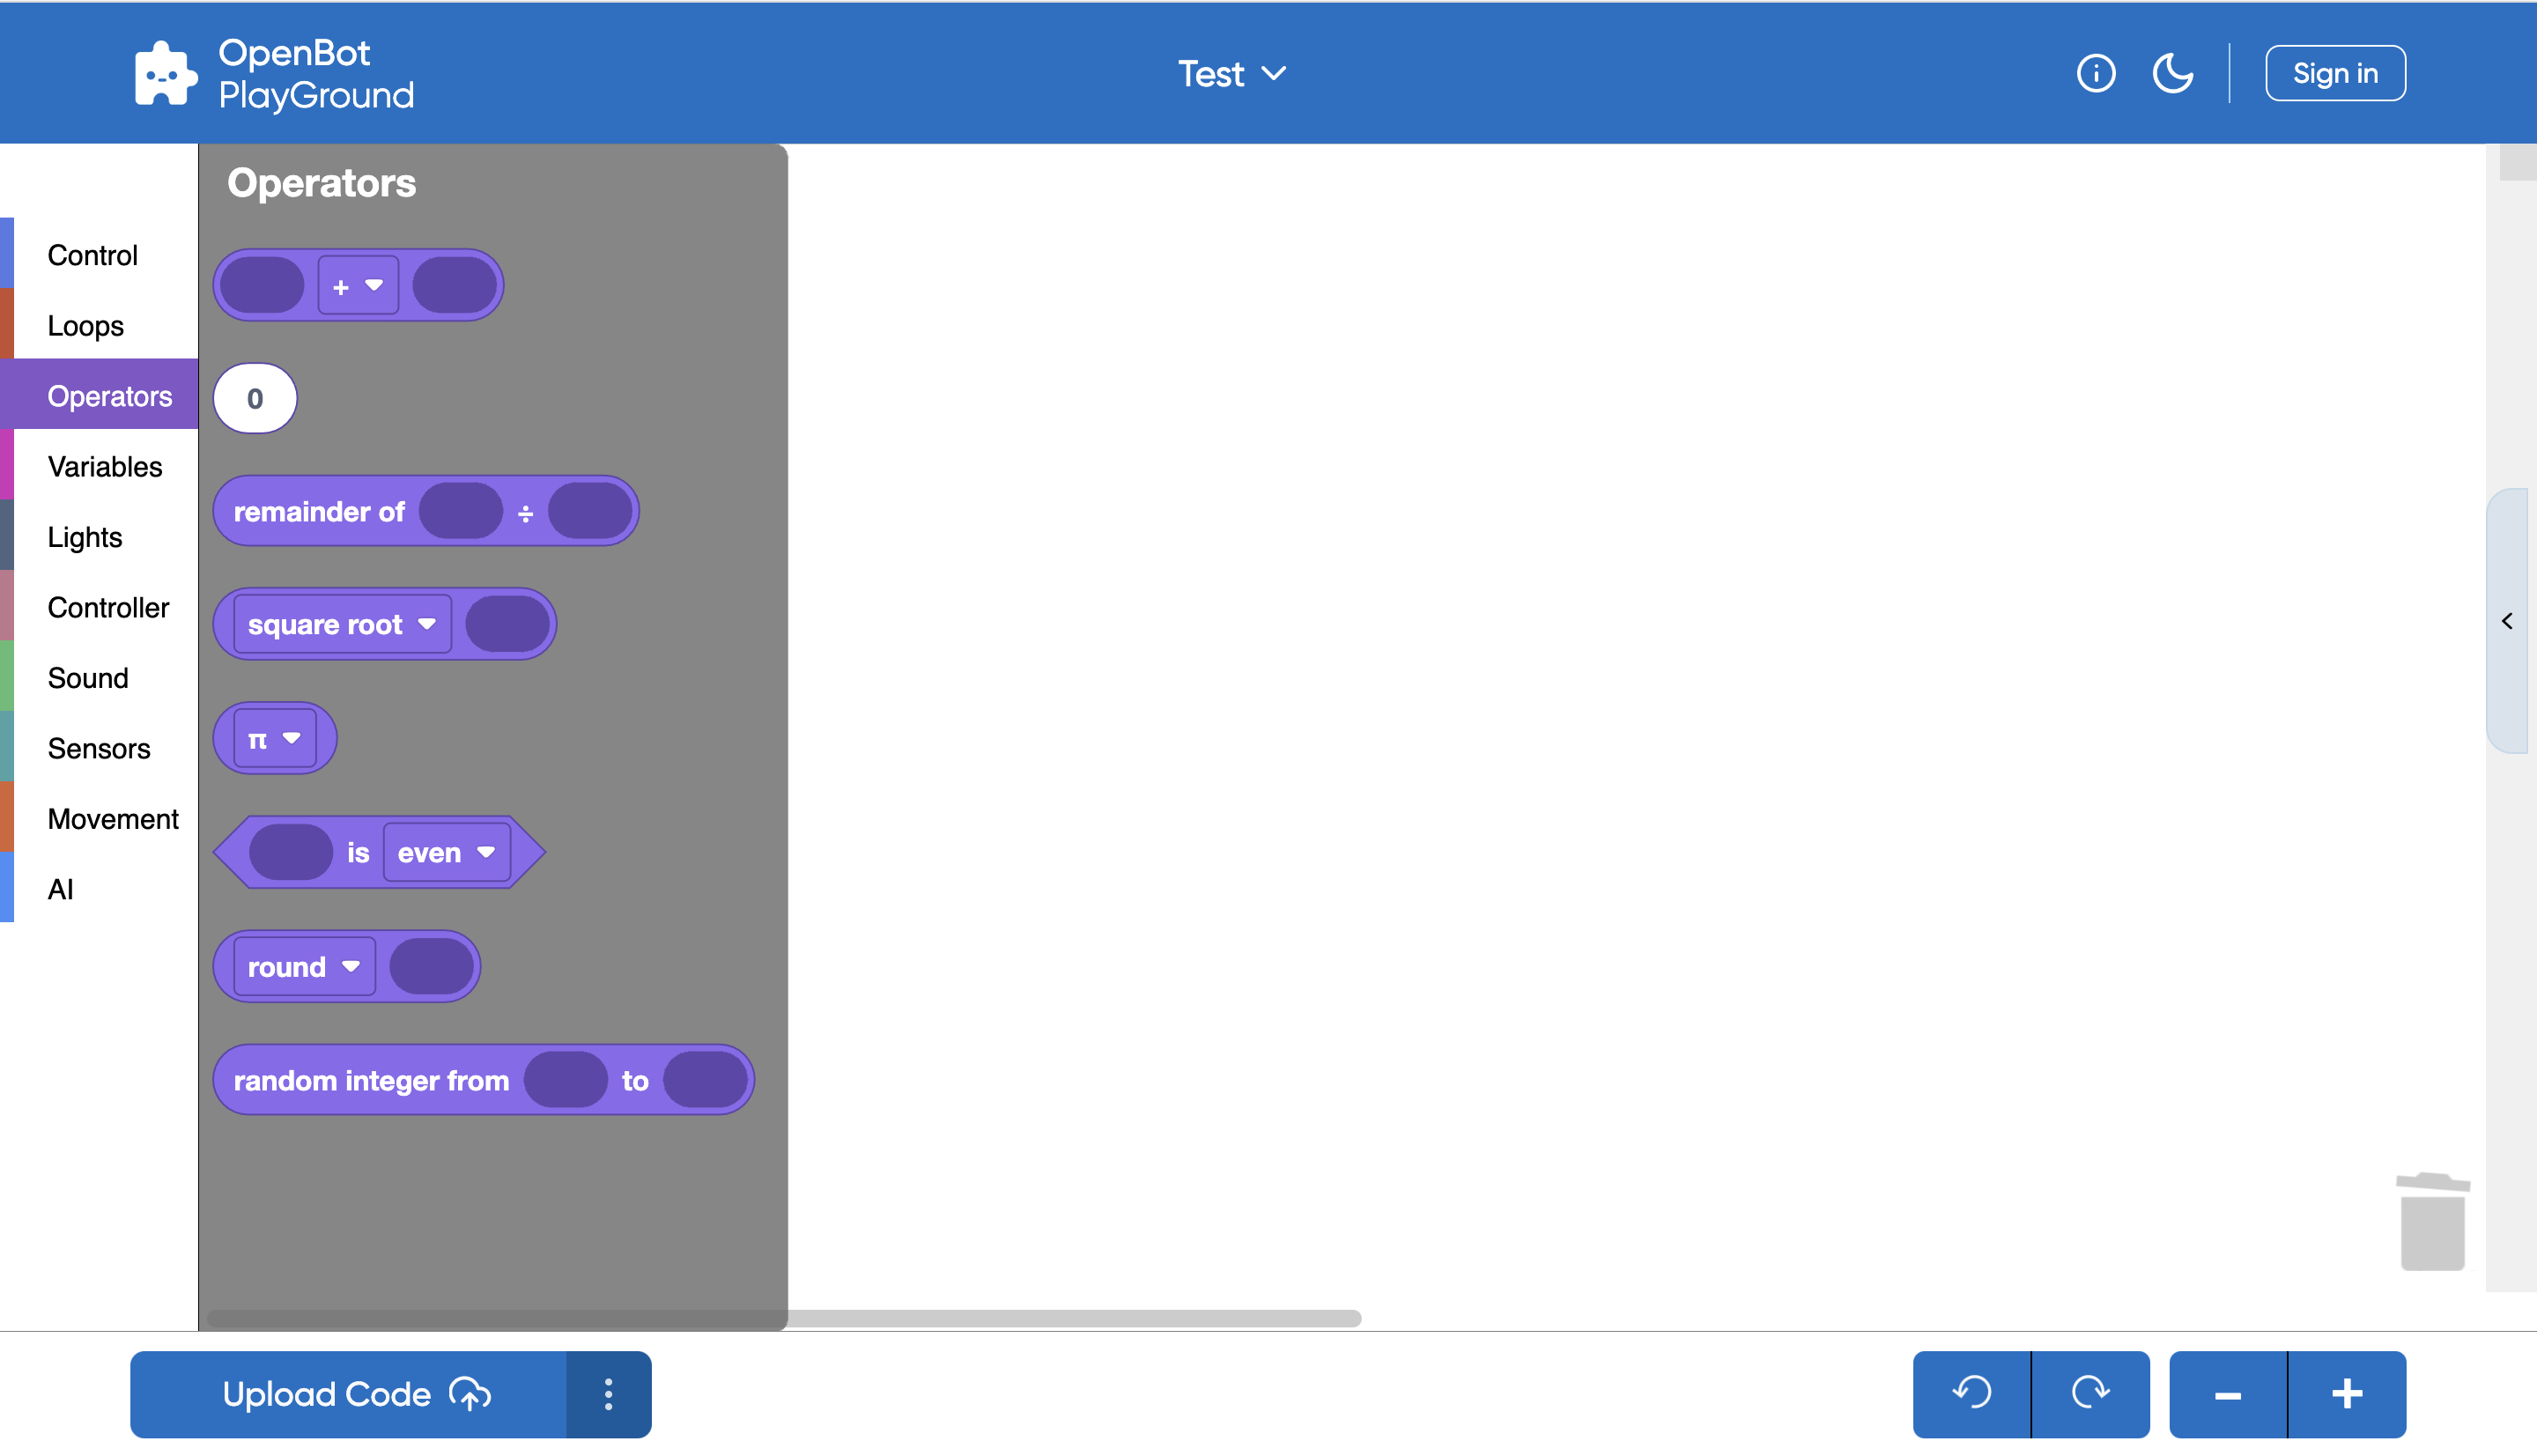 OpenBot
PlayGround
Test
Sign in
Control
Loops
Operators
Variables
Lights
Controller
Sound
Sensors
Movement
AI
Operators
+
0
remainder of ÷
square root
π
is even
round
random integer from to
Upload Code